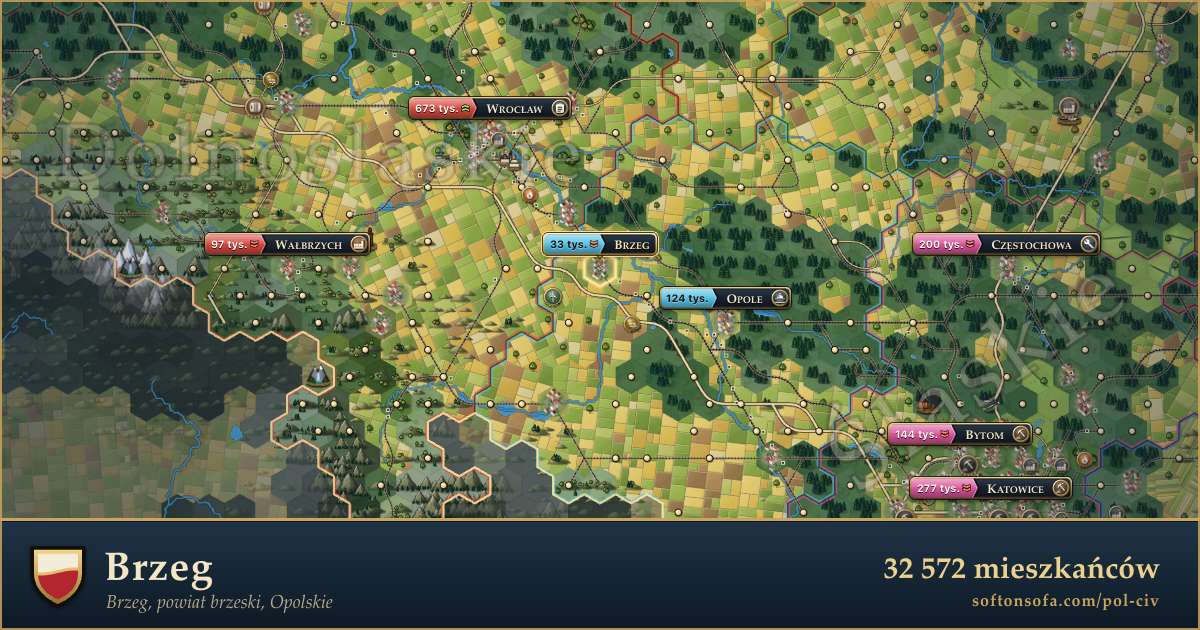 673 tys. WROCŁAW
Dolnośląskie
97 tys. WAŁBRZYCH
33 tys. BRZEG
200 tys. CZĘSTOCHOWA
124 tys. OPOLE
Śląskie
144 tys. BYTOM
277 tys. KATOWICE
Brzeg
Brzeg, powiat brzeski, Opolskie
32 572 mieszkańców
softonsofa.com/pol-civ